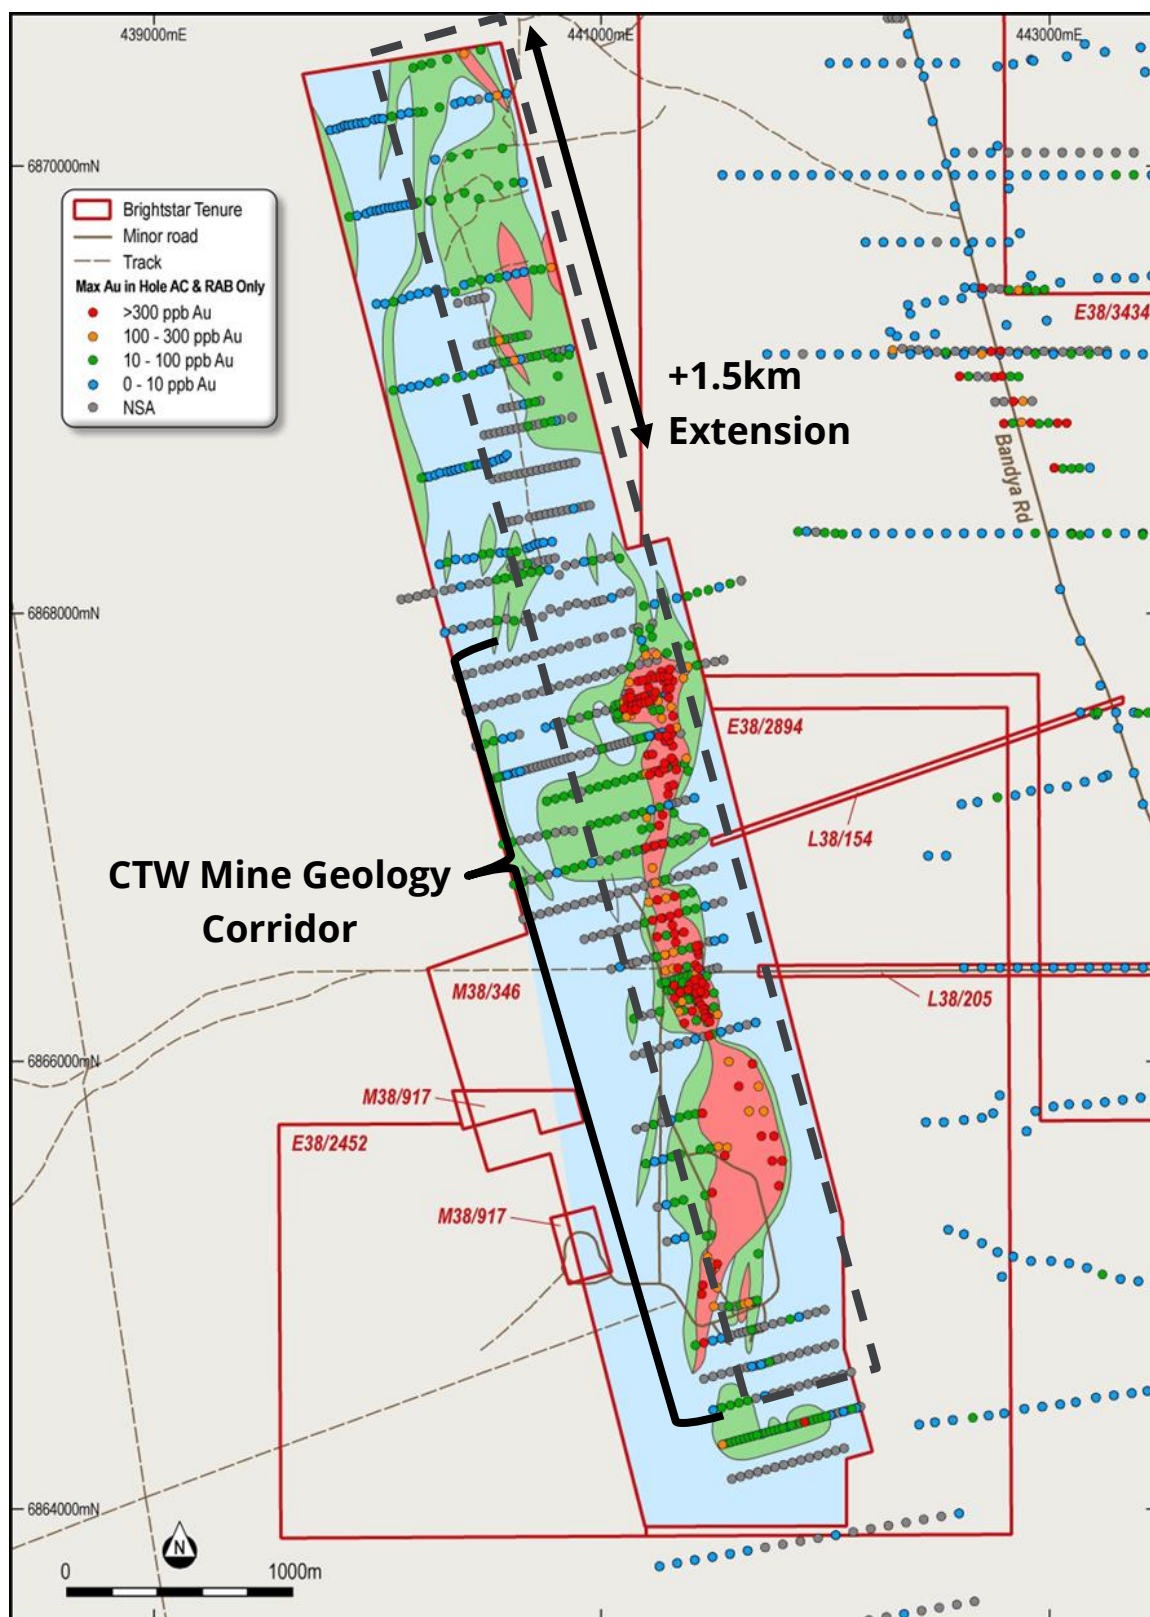 439000mE
441000mE
443000mE
6870000mN
Brightstar Tenure
Minor road
Track
Max Au in Hole AC & RAB Only
>300 ppb Au
100 - 300 ppb Au
10 - 100 ppb Au
0 - 10 ppb Au
NSA
E38/3434
+1.5km
Extension
Bandya Rd
6868000mN
E38/2894
L38/154
CTW Mine Geology
Corridor
M38/346
L38/205
6866000mN
M38/917
E38/2452
M38/917
6864000mN
N
0
1000m